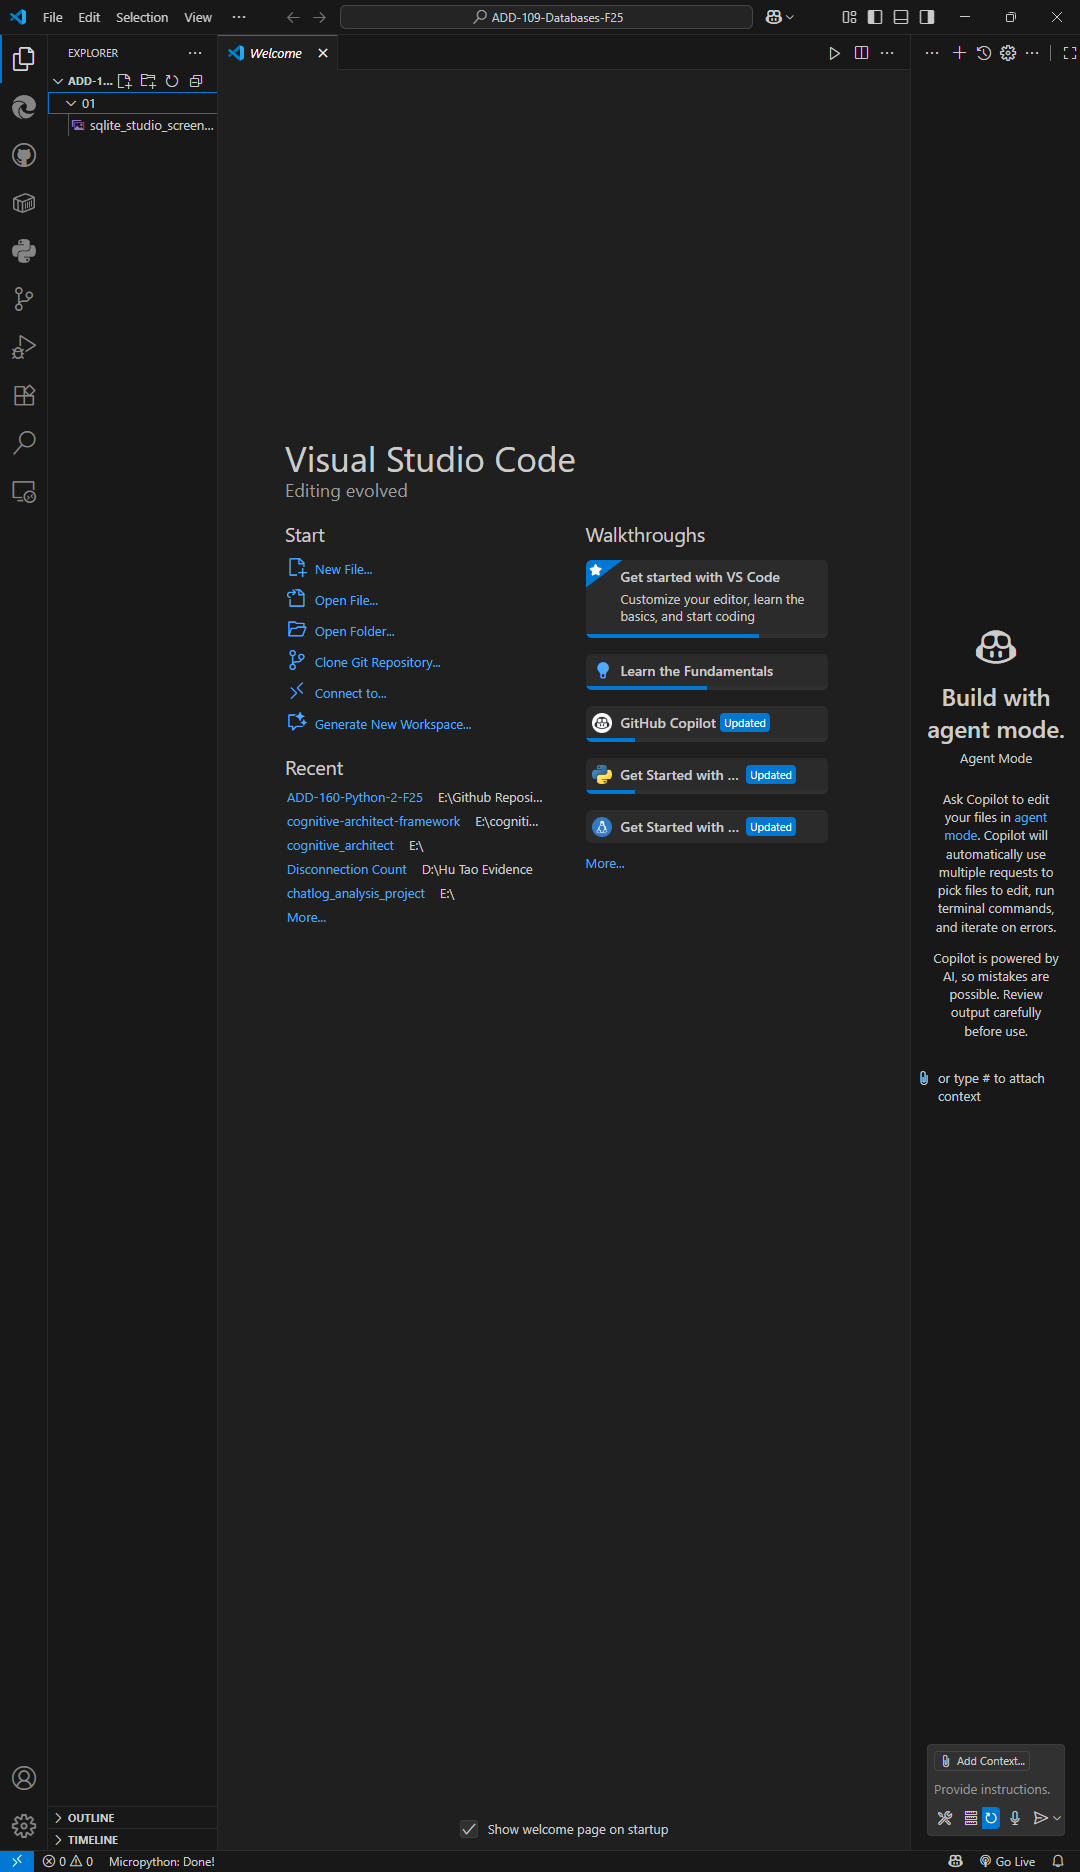 File Edit Selection View ···
ADD-109-Databases-F25
EXPLORER
ADD-1...
01
sqlite_studio_screen...
Welcome
Visual Studio Code
Editing evolved
Start
New File...
Open File...
Open Folder...
Clone Git Repository...
Connect to...
Generate New Workspace...
Recent
ADD-160-Python-2-F25 E:\Github Reposi...
cognitive-architect-framework E:\cogniti...
cognitive_architect E:\
Disconnection Count D:\Hu Tao Evidence
chatlog_analysis_project E:\
More...
Walkthroughs
Get started with VS Code
Customize your editor, learn the
basics, and start coding
Learn the Fundamentals
GitHub Copilot Updated
Get Started with ... Updated
Get Started with ... Updated
More...
Build with
agent mode.
Agent Mode
Ask Copilot to edit
your files in agent
mode. Copilot will
automatically use
multiple requests to
pick files to edit, run
terminal commands,
and iterate on errors.
Copilot is powered by
AI, so mistakes are
possible. Review
output carefully
before use.
or type # to attach
context
Add Context...
Provide instructions.
OUTLINE
TIMELINE
Show welcome page on startup
0 0 Micropython: Done!
Go Live